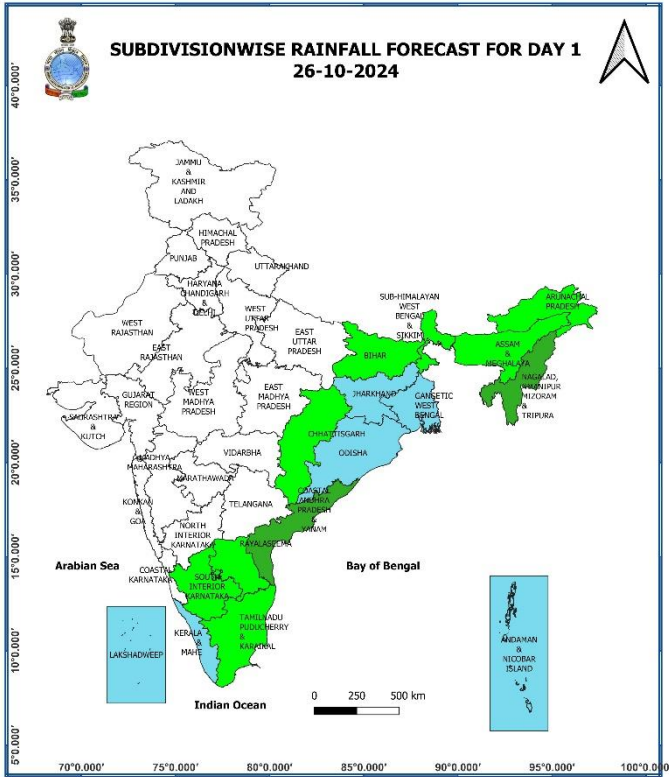 SUBDIVISIONWISE RAINFALL FORECAST FOR DAY 1
26-10-2024
40°0.000'
35°0.000'
30°0.000'
25°0.000'
20°0.000'
15°0.000'
10°0.000'
5°0.000'
JAMMU
&
KASHMIR
AND
LADAKH
HIMACHAL
PRADESH
PUNJAB
UTTARAKHAND
HARYANA
CHANDIGARH
&
DELHI
WEST
RAJASTHAN
EAST
RAJASTHAN
WEST
UTTAR
PRADESH
EAST
UTTAR
PRADESH
SUB-HIMALAYAN
WEST
BENGAL
&
SIKKIM
ARUNACHAL
PRADESH
ASSAM
&
MEGHALAYA
NAGALAD,
MANIPUR
MIZORAM
&
TRIPURA
BIHAR
JHARKHAND
GANGETIC
WEST
BENGAL
GUJARAT
REGION
SAURASHTRA
&
KUTCH
WEST
MADHYA
PRADESH
EAST
MADHYA
PRADESH
CHHATTISGARH
ODISHA
VIDARBHA
MADHYA
MAHARASHTRA
MARATHAWADA
KONKAN
&
GOA
TELANGANA
COASTAL
ANDHRA
PRADESH
&
YANAM
NORTH
INTERIOR
KARNATAKA
RAYALASEEMA
COASTAL
KARNATAKA
SOUTH
INTERIOR
KARNATAKA
TAMILNADU
PUDUCHERRY
&
KARAIKAL
KERALA
&
MAHE
LAKSHADWEEP
ANDAMAN
&
NICOBAR
ISLAND
Arabian Sea
Bay of Bengal
Indian Ocean
0 250 500 km
70°0.000' 75°0.000' 80°0.000' 85°0.000' 90°0.000' 95°0.000' 100°0.000